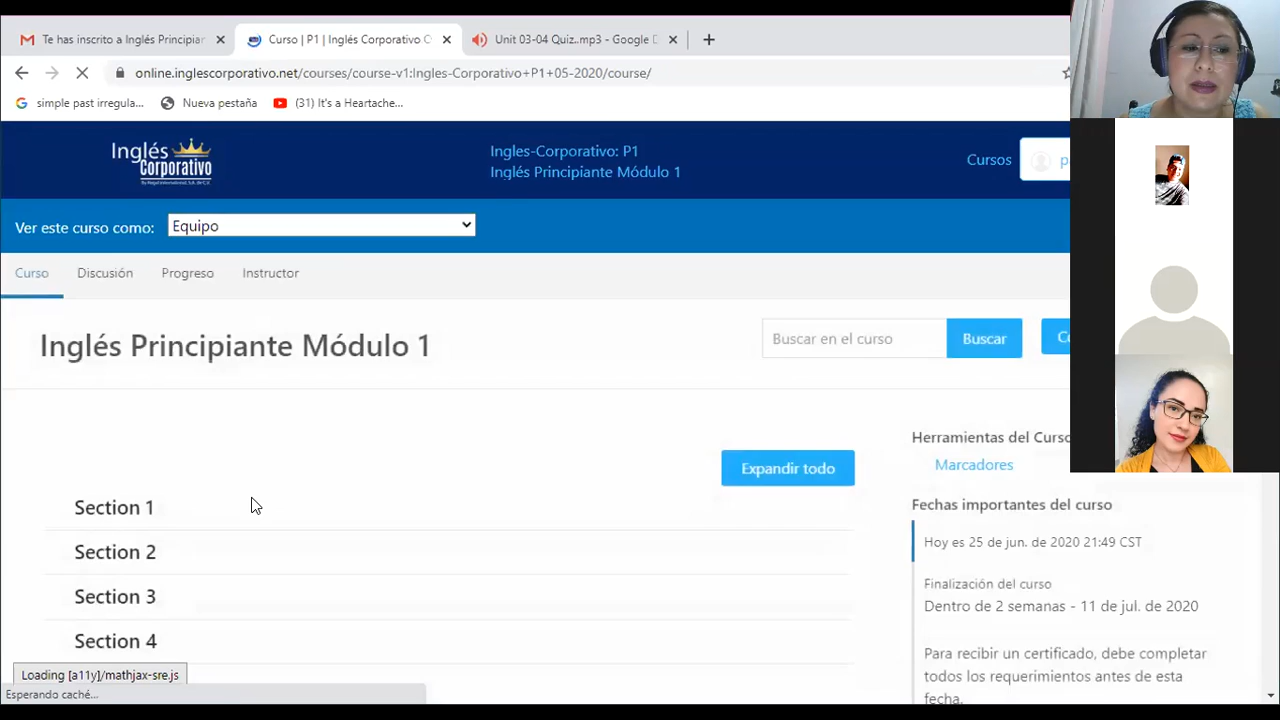 Te has inscrito a Inglés Principiar
Curso | P1 | Inglés Corporativo O
Unit 03-04 Quiz..mp3 - Google D
online.inglescorporativo.net/courses/course-v1:Ingles-Corporativo+P1+05-2020/course/
simple past irregula...
Nueva pestaña
(31) It's a Heartache...
Inglés
Corporativo
Ingles-Corporativo: P1
Inglés Principiante Módulo 1
Cursos
p
Ver este curso como:
Equipo
Curso
Discusión
Progreso
Instructor
Inglés Principiante Módulo 1
Buscar en el curso
Buscar
Expandir todo
Herramientas del Curso
Marcadores
Section 1
Section 2
Section 3
Section 4
Fechas importantes del curso
Hoy es 25 de jun. de 2020 21:49 CST
Finalización del curso
Dentro de 2 semanas - 11 de jul. de 2020
Para recibir un certificado, debe completar
todos los requerimientos antes de esta
fecha.
Loading [a11y]/mathjax-sre.js
Esperando caché...